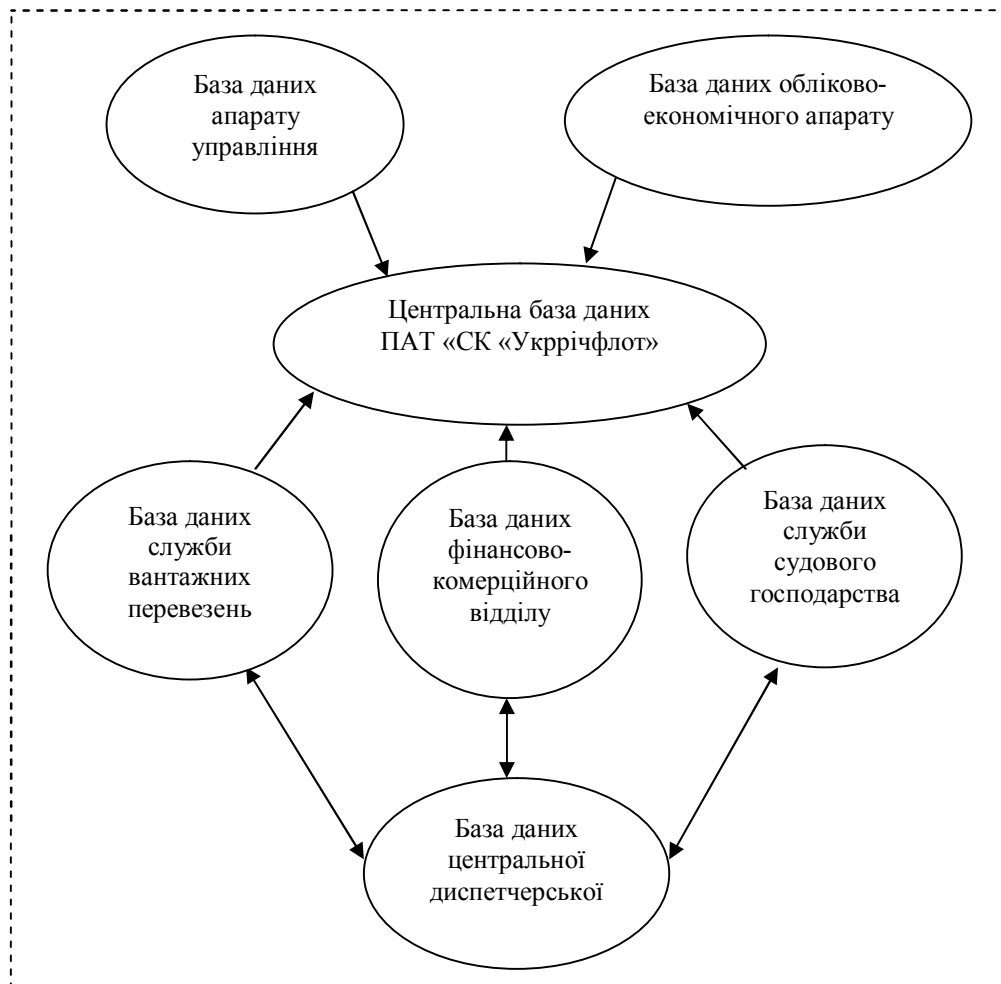 База даних
апарату
управління
База даних обліково-
економічного апарату
Центральна база даних
ПАТ «СК «Укррічфлот»
База даних
служби
вантажних
перевезень
База даних
фінансово-
комерційного
відділу
База даних
служби
судового
господарства
База даних
центральної
диспетчерської